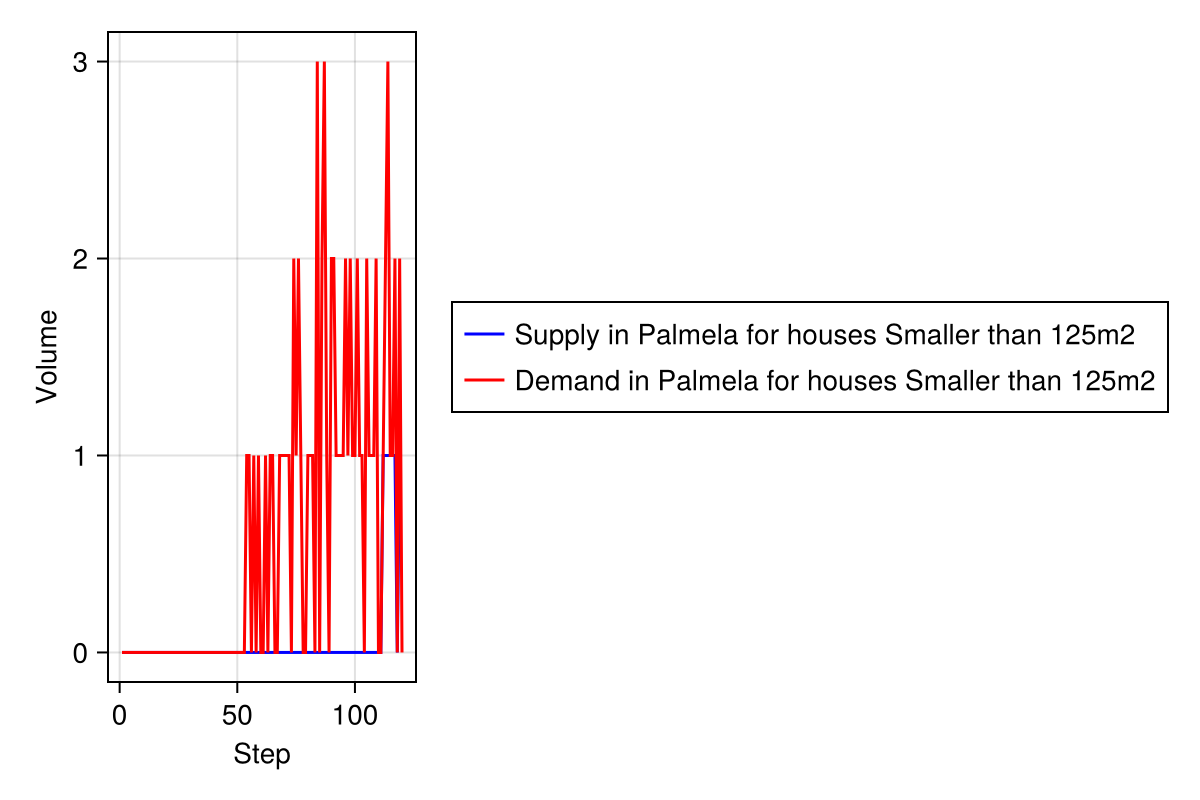 3
2
1
0
Volume
0 50 100
Step
Supply in Palmela for houses Smaller than 125m2
Demand in Palmela for houses Smaller than 125m2